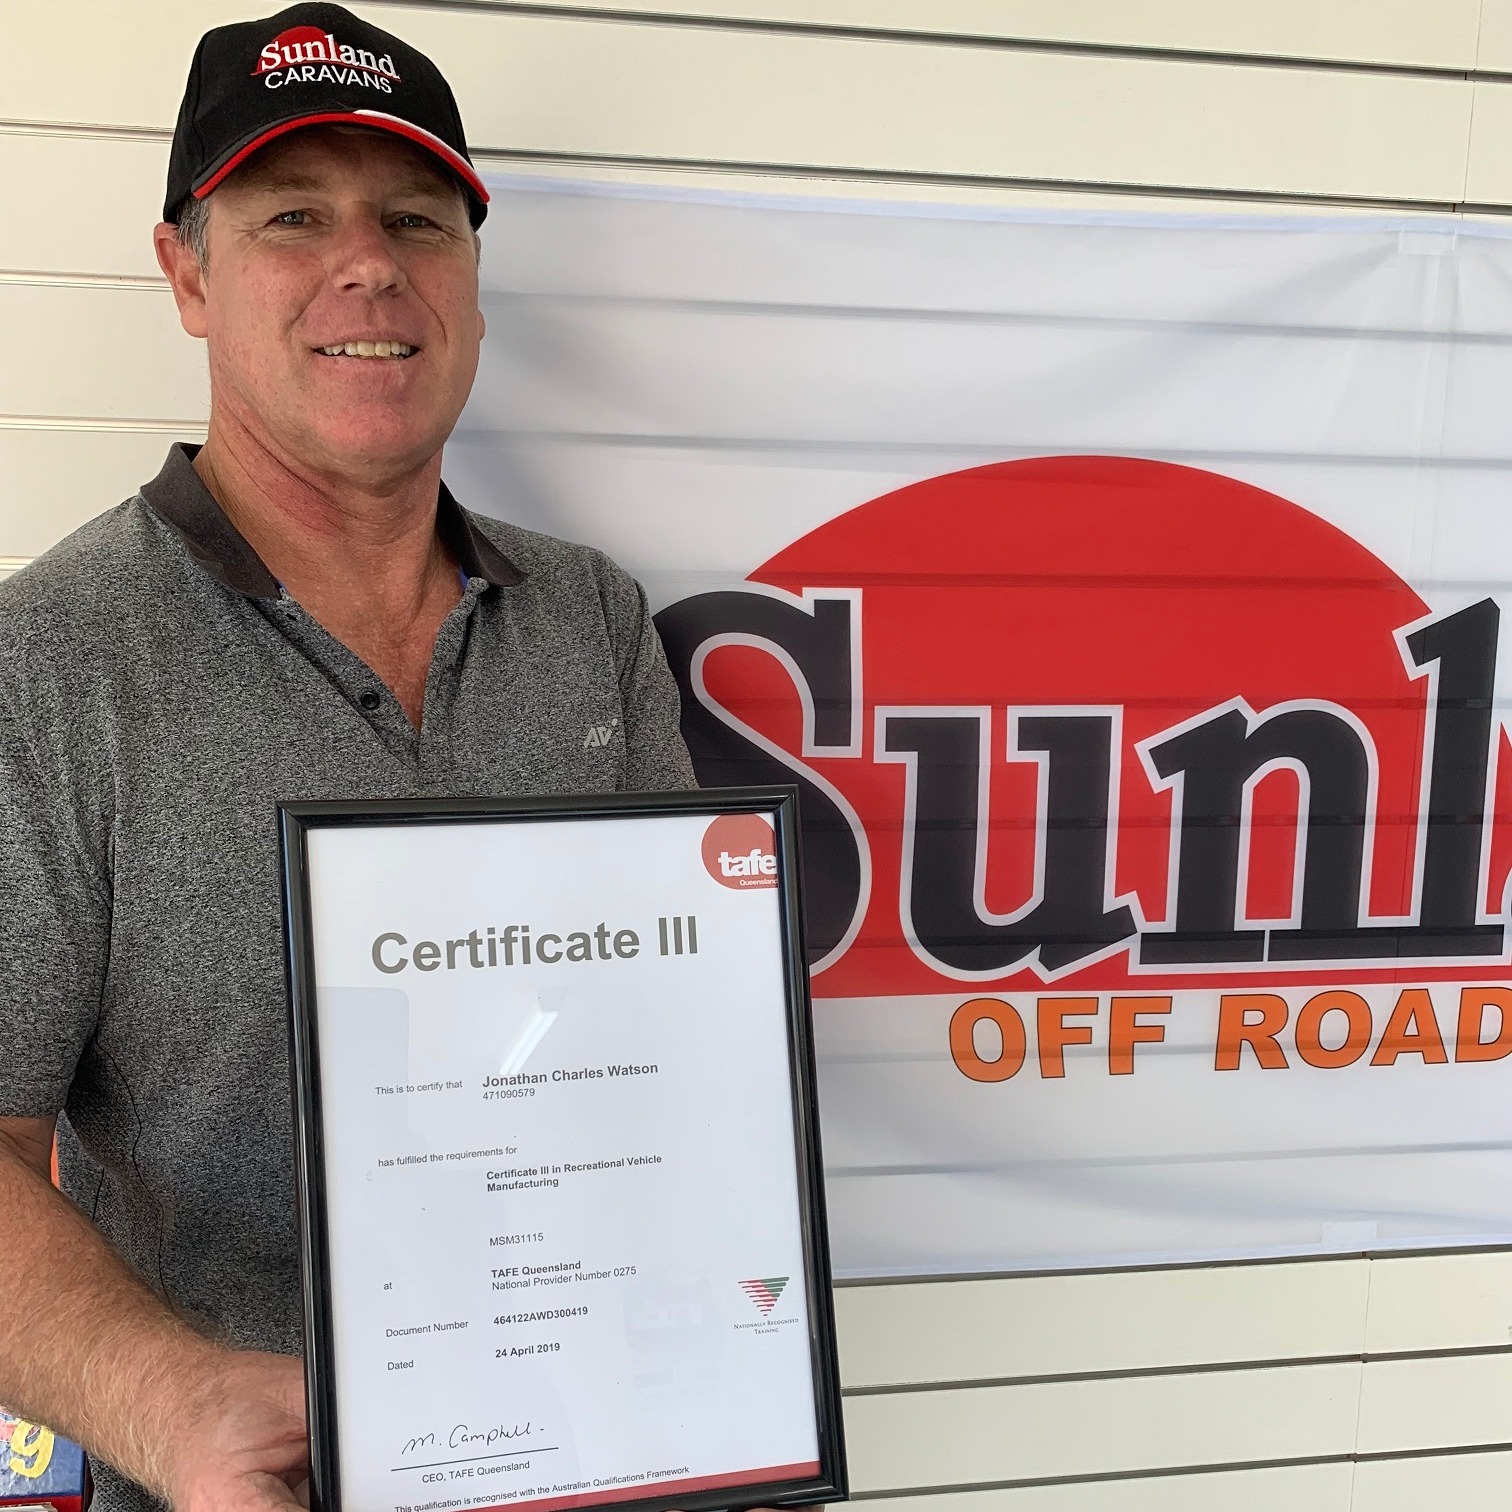 Sunland
CARAVANS
AV
Sunla
OFF ROAD
tafe
Queensland
Certificate III
This is to certify that Jonathan Charles Watson
471090579
has fulfilled the requirements for
Certificate III in Recreational Vehicle
Manufacturing
MSM31115
at TAFE Queensland
National Provider Number 0275
Document Number 464122AWD300419
Dated 24 April 2019
NATIONALLY RECOGNISED
TRAINING
M. Campbell
CEO, TAFE Queensland
This qualification is recognised with the Australian Qualifications Framework
g